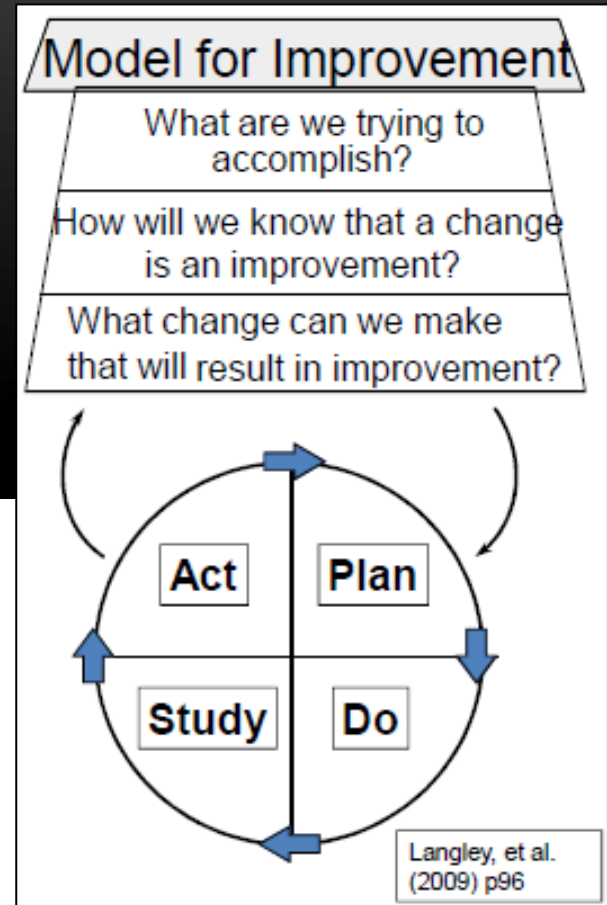 Model for Improvement
What are we trying to
accomplish?
How will we know that a change
is an improvement?
What change can we make
that will result in improvement?
Act
Plan
Study
Do
Langley, et al.
(2009) p96